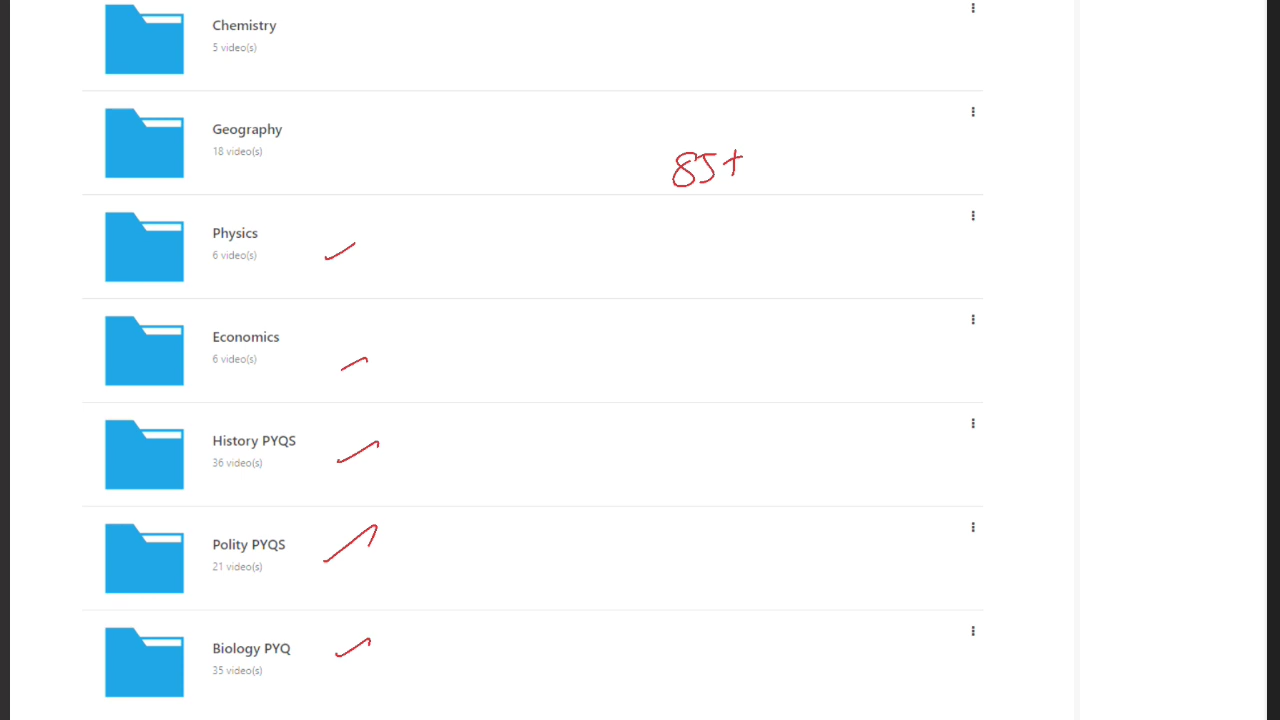 Chemistry
5 video(s)
Geography
18 video(s)
85+
Physics
6 video(s)
Economics
6 video(s)
History PYQS
36 video(s)
Polity PYQS
21 video(s)
Biology PYQ
35 video(s)